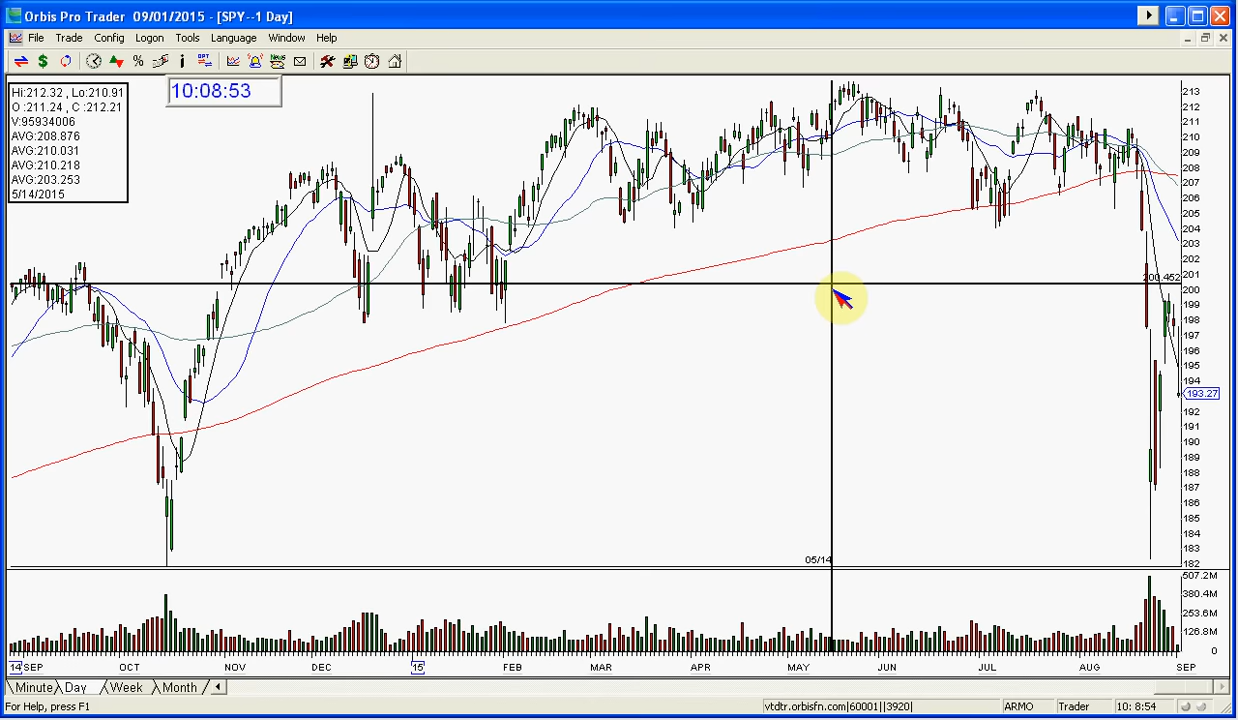 Orbis Pro Trader 09/01/2015 - [SPY--1 Day]
File Trade Config Logon Tools Language Window Help
$ % i OPT News
10:08:53
Hi:212.32 , Lo:210.91
O :211.24 , C :212.21
V:95934006
AVG:208.876
AVG:210.031
AVG:210.218
AVG:203.253
5/14/2015
213
212
211
210
209
208
207
206
205
204
203
202
201
200.452
200
199
198
197
196
195
194
193.27
192
191
190
189
188
187
186
185
184
183
182
05/14
507.2M
380.4M
253.6M
126.8M
0
14 SEP OCT NOV DEC 15 FEB MAR APR MAY JUN JUL AUG SEP
Minute Day Week Month
For Help, press F1 vtdtr.orbisfn.com|60001||3920| ARMO Trader 10: 8:54